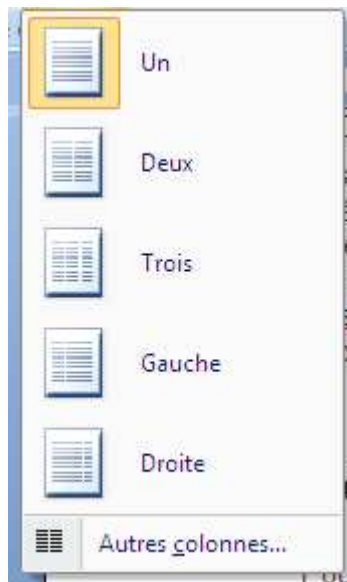 Un
Deux
Trois
Gauche
Droite
Autres colonnes...